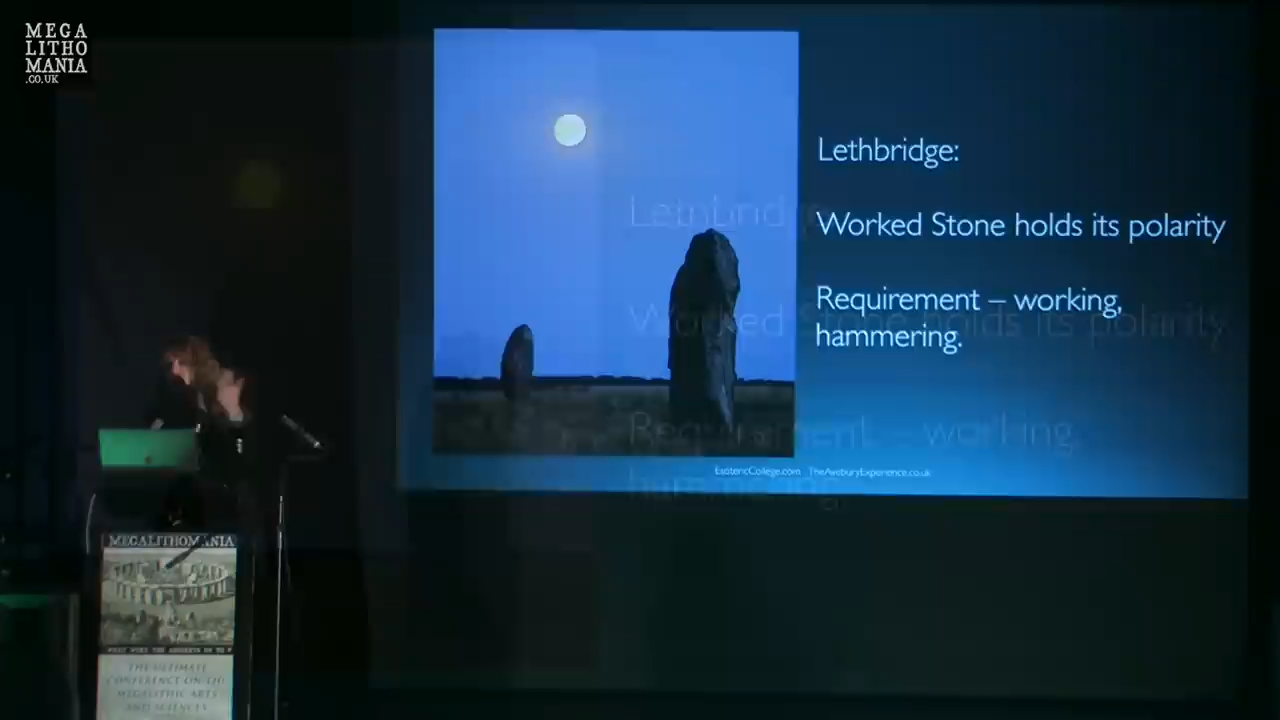 MEGA
LITHO
MANIA
.CO.UK
Lethbridge:
Worked Stone holds its polarity
Requirement – working,
hammering.
EsotericCollege.com TheAveburyExperience.co.uk
MEGALITHOMANIA
THE ULTIMATE
CONFERENCE ON THE
MEGALITHIC ARTS
AND SCIENCES